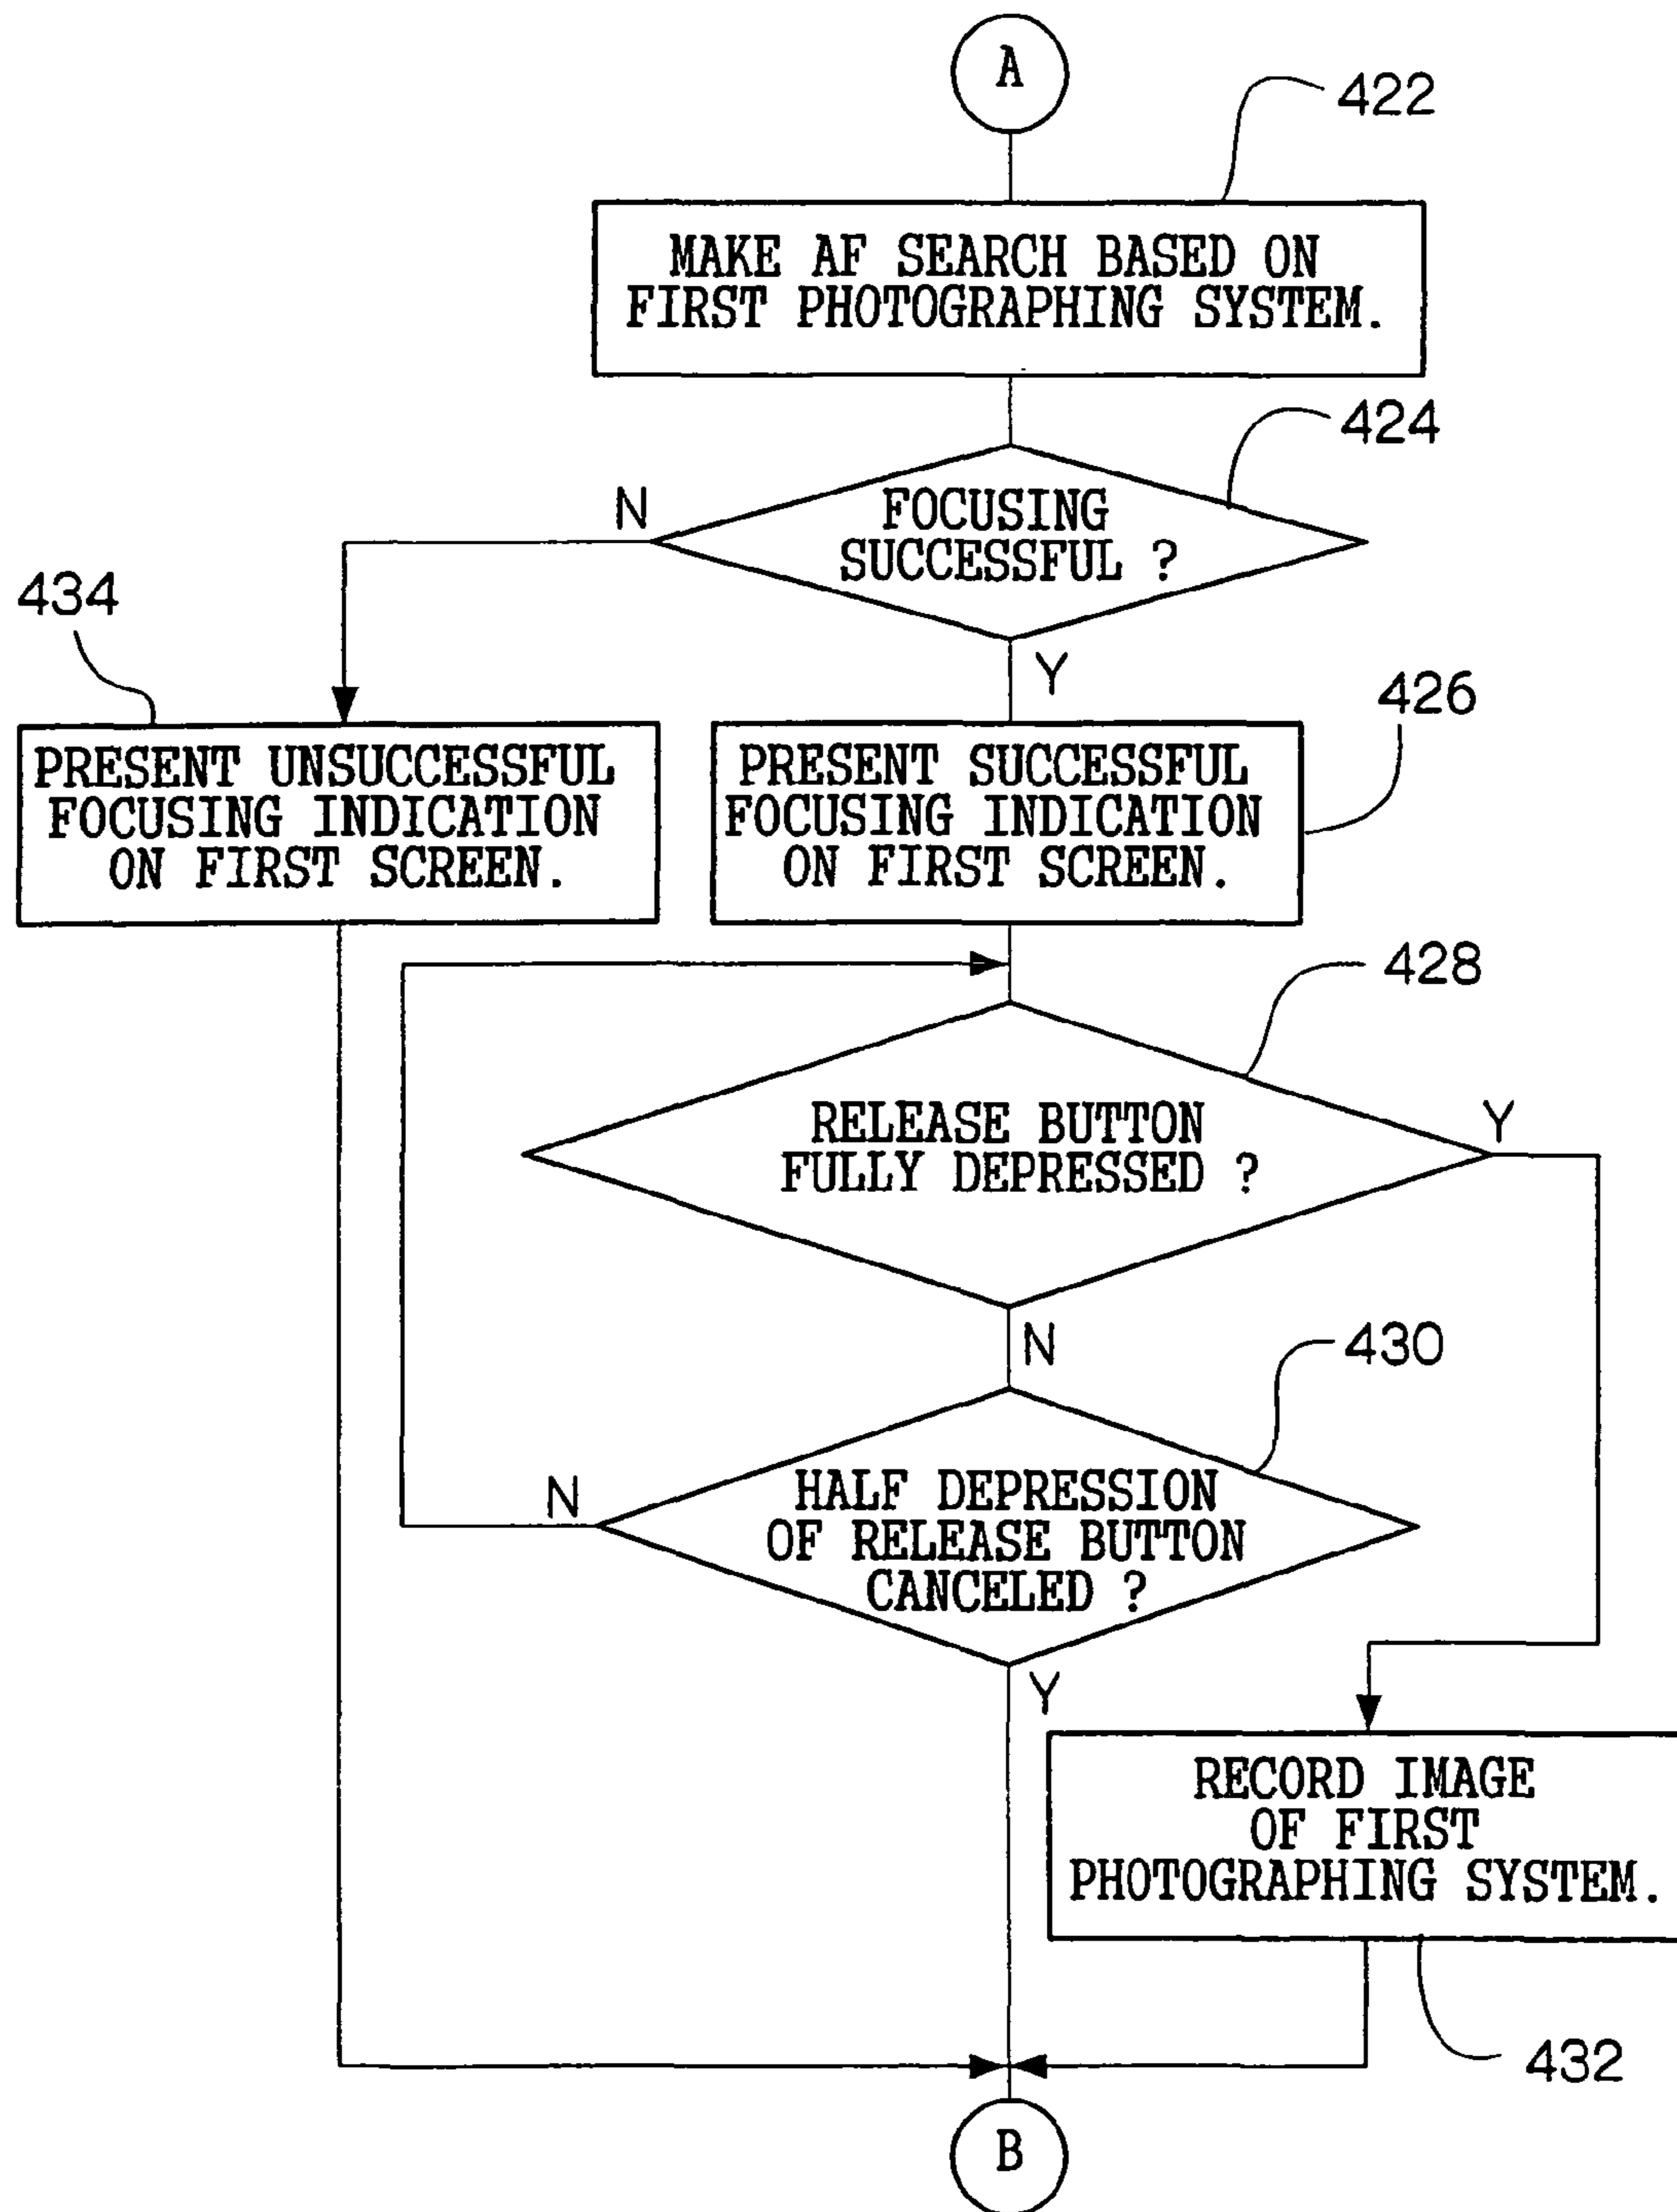 A
422
MAKE AF SEARCH BASED ON
FIRST PHOTOGRAPHING SYSTEM.
424
N
FOCUSING
SUCCESSFUL ?
434
Y
426
PRESENT UNSUCCESSFUL
FOCUSING INDICATION
ON FIRST SCREEN.
PRESENT SUCCESSFUL
FOCUSING INDICATION
ON FIRST SCREEN.
428
RELEASE BUTTON
FULLY DEPRESSED ?
Y
N
430
N
HALF DEPRESSION
OF RELEASE BUTTON
CANCELED ?
Y
RECORD IMAGE
OF FIRST
PHOTOGRAPHING SYSTEM.
432
B